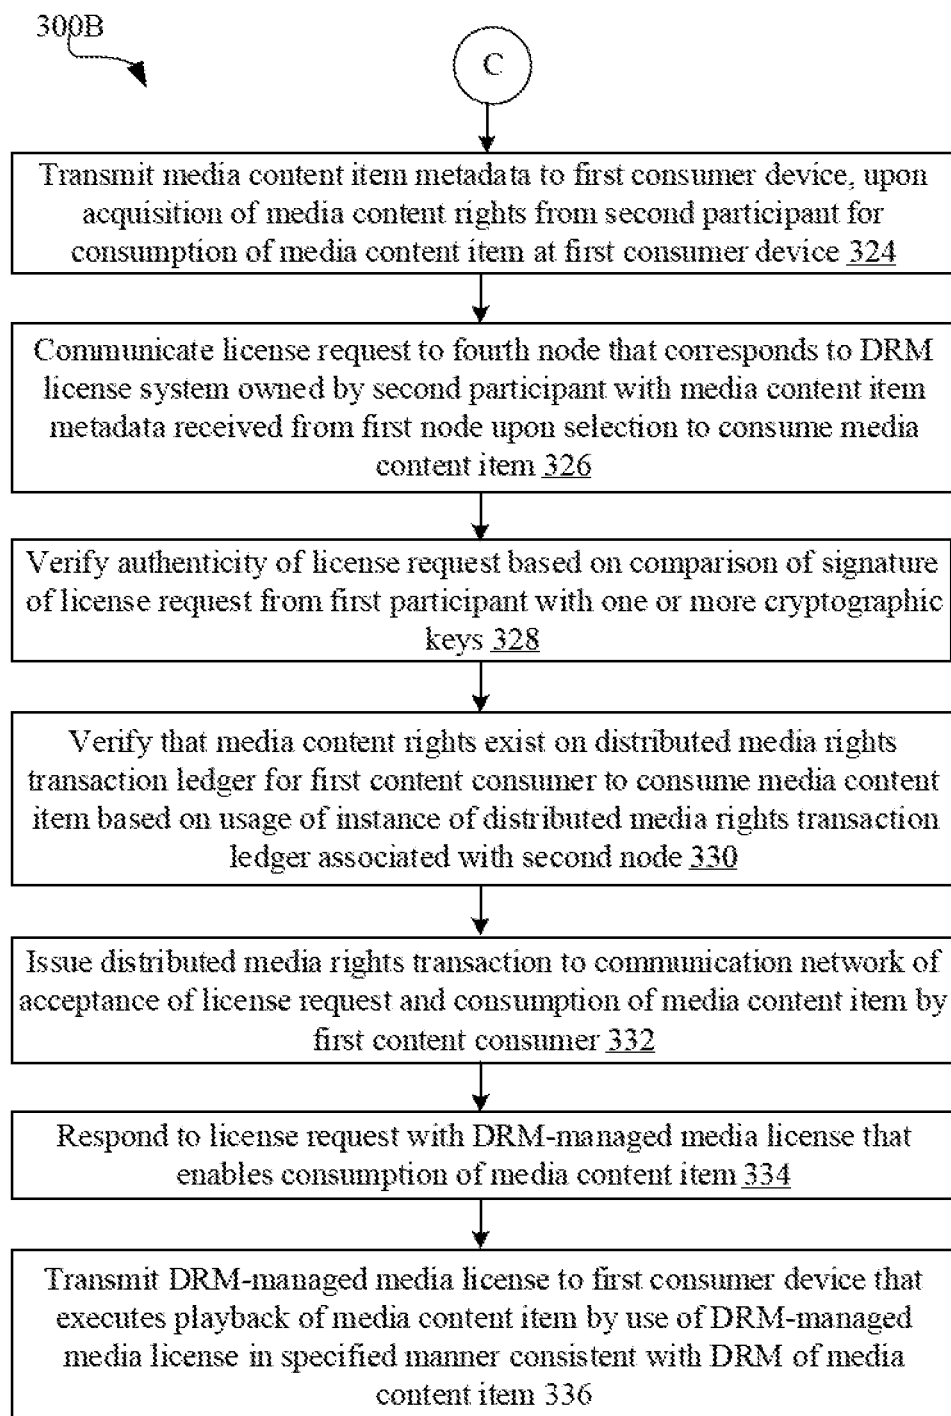 300B
C
Transmit media content item metadata to first consumer device, upon
acquisition of media content rights from second participant for
consumption of media content item at first consumer device 324
Communicate license request to fourth node that corresponds to DRM
license system owned by second participant with media content item
metadata received from first node upon selection to consume media
content item 326
Verify authenticity of license request based on comparison of signature
of license request from first participant with one or more cryptographic
keys 328
Verify that media content rights exist on distributed media rights
transaction ledger for first content consumer to consume media content
item based on usage of instance of distributed media rights transaction
ledger associated with second node 330
Issue distributed media rights transaction to communication network of
acceptance of license request and consumption of media content item by
first content consumer 332
Respond to license request with DRM-managed media license that
enables consumption of media content item 334
Transmit DRM-managed media license to first consumer device that
executes playback of media content item by use of DRM-managed
media license in specified manner consistent with DRM of media
content item 336